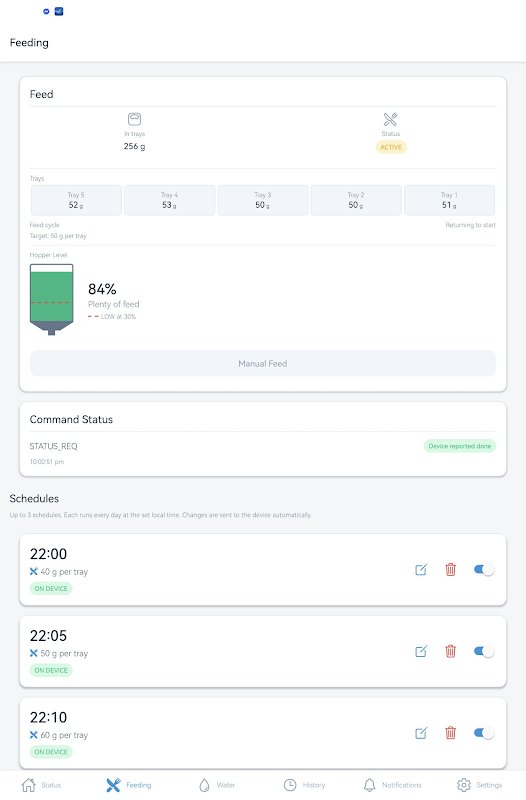 Feeding
Feed
In trays
256 g
Status
ACTIVE
Trays
Tray 5
52 g
Tray 4
53 g
Tray 3
50 g
Tray 2
50 g
Tray 1
51 g
Feed cycle
Returning to start
Target: 50 g per tray
Hopper Level
84%
Plenty of feed
LOW at 30%
Manual Feed
Command Status
STATUS_REQ
Device reported done
10:00:51 pm
Schedules
Up to 3 schedules. Each runs every day at the set local time. Changes are sent to the device automatically.
22:00
40 g per tray
ON DEVICE
22:05
50 g per tray
ON DEVICE
22:10
60 g per tray
ON DEVICE
Status
Feeding
Water
History
Notifications
Settings